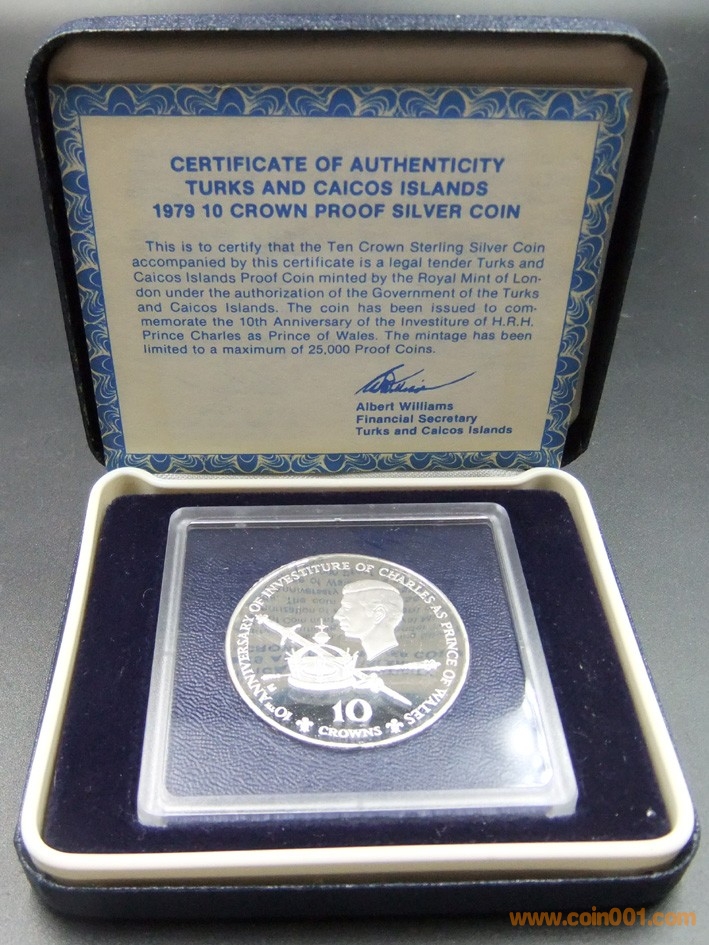 CERTIFICATE OF AUTHENTICITY
TURKS AND CAICOS ISLANDS
1979 10 CROWN PROOF SILVER COIN
This is to certify that the Ten Crown Sterling Silver Coin
accompanied by this certificate is a legal tender Turks and
Caicos Islands Proof Coin minted by the Royal Mint of Lon-
don under the authorization of the Government of the Turks
and Caicos Islands. The coin has been issued to com-
memorate the 10th Anniversary of the Investiture of H.R.H.
Prince Charles as Prince of Wales. The mintage has been
limited to a maximum of 25,000 Proof Coins.
Albert Williams
Financial Secretary
Turks and Caicos Islands
10TH ANNIVERSARY OF INVESTITURE OF CHARLES AS PRINCE OF WALES
10
CROWNS
www.coin001.com